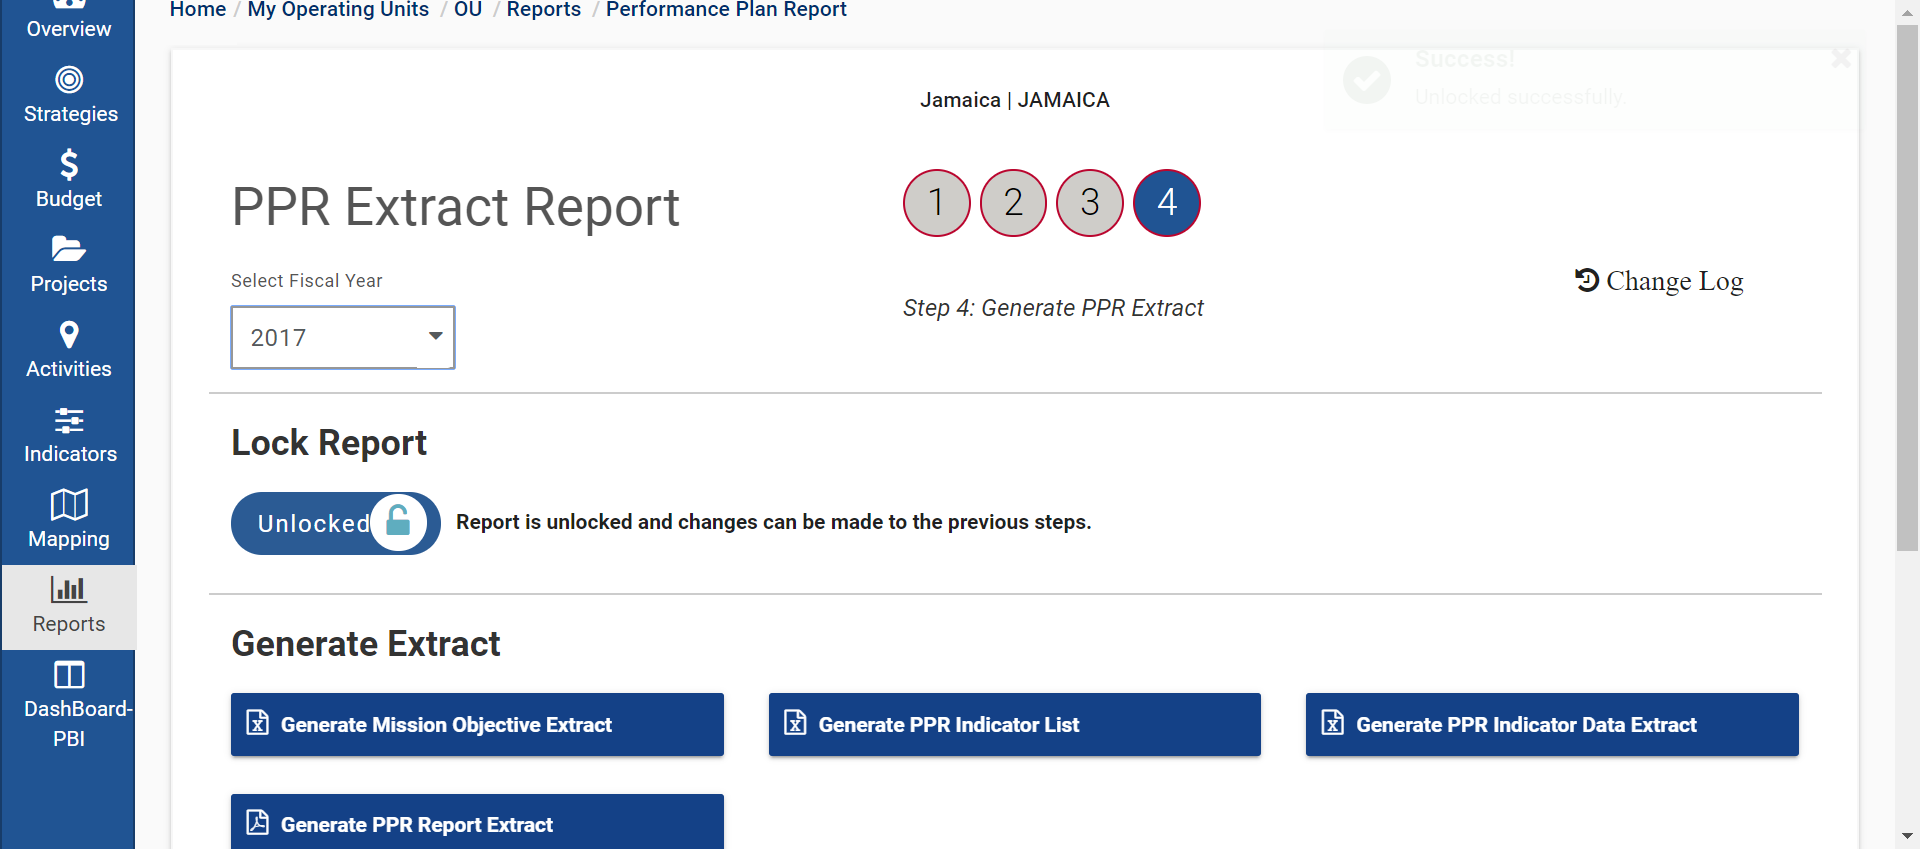 Home / My Operating Units / OU / Reports / Performance Plan Report
Overview
Strategies
Budget
Projects
Activities
Indicators
Mapping
Reports
DashBoard-
PBI
Success!
Unlocked successfully.
Jamaica | JAMAICA
PPR Extract Report
1 2 3 4
Select Fiscal Year
2017
Step 4: Generate PPR Extract
Change Log
Lock Report
Unlocked
Report is unlocked and changes can be made to the previous steps.
Generate Extract
Generate Mission Objective Extract
Generate PPR Indicator List
Generate PPR Indicator Data Extract
Generate PPR Report Extract